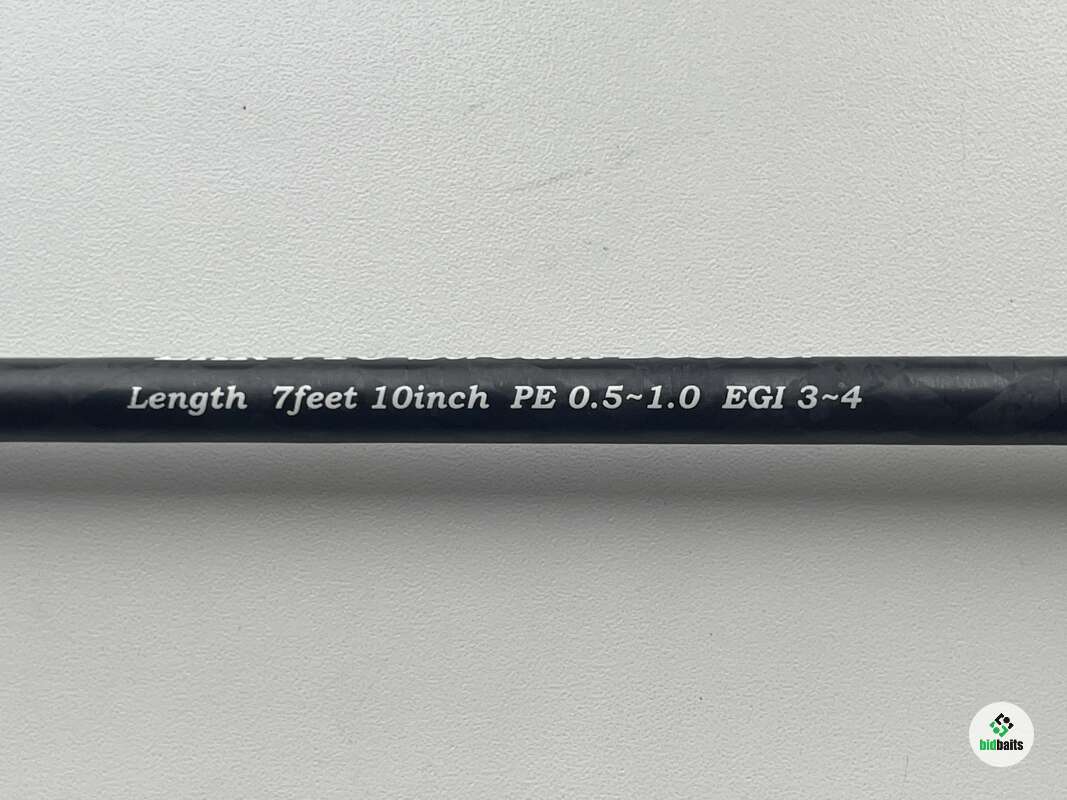 Length 7feet 10inch PE 0.5~1.0 EGI 3~4
bidbaits